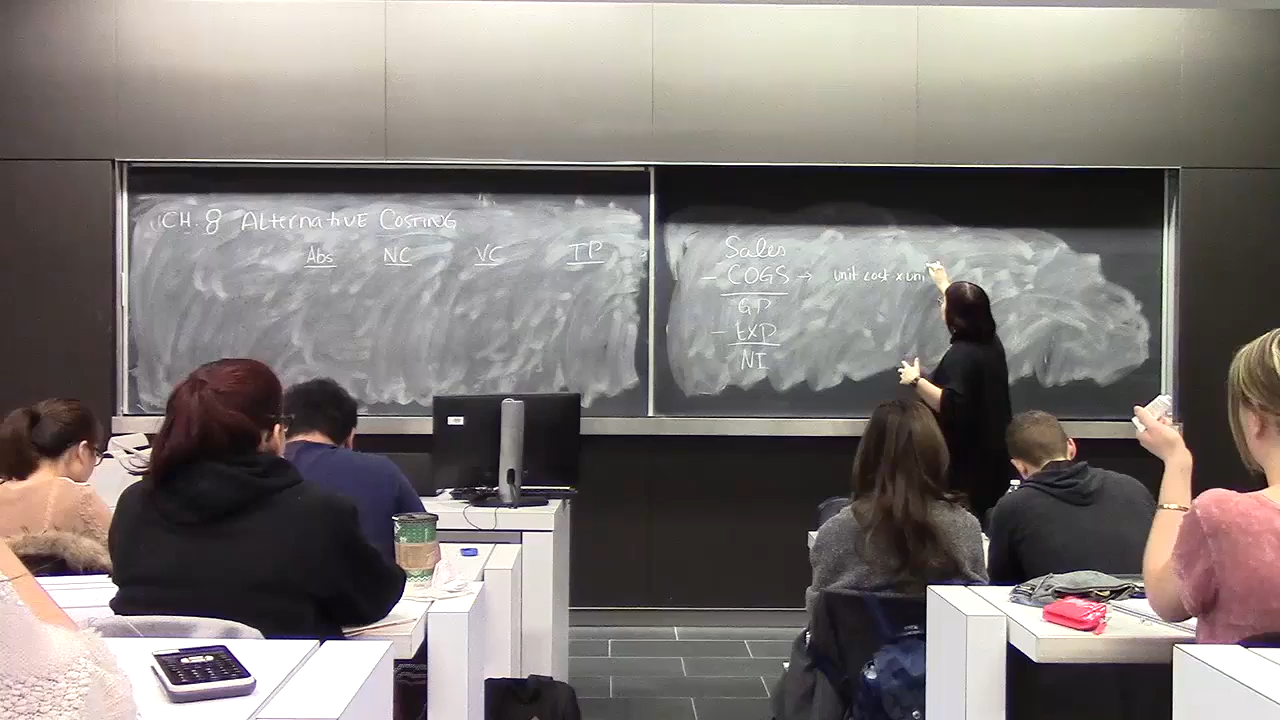 CH. 8 Alternative Costing
Abs NC VC TP
Sales
- COGS → unit cost x uni
GP
- EXP
NI